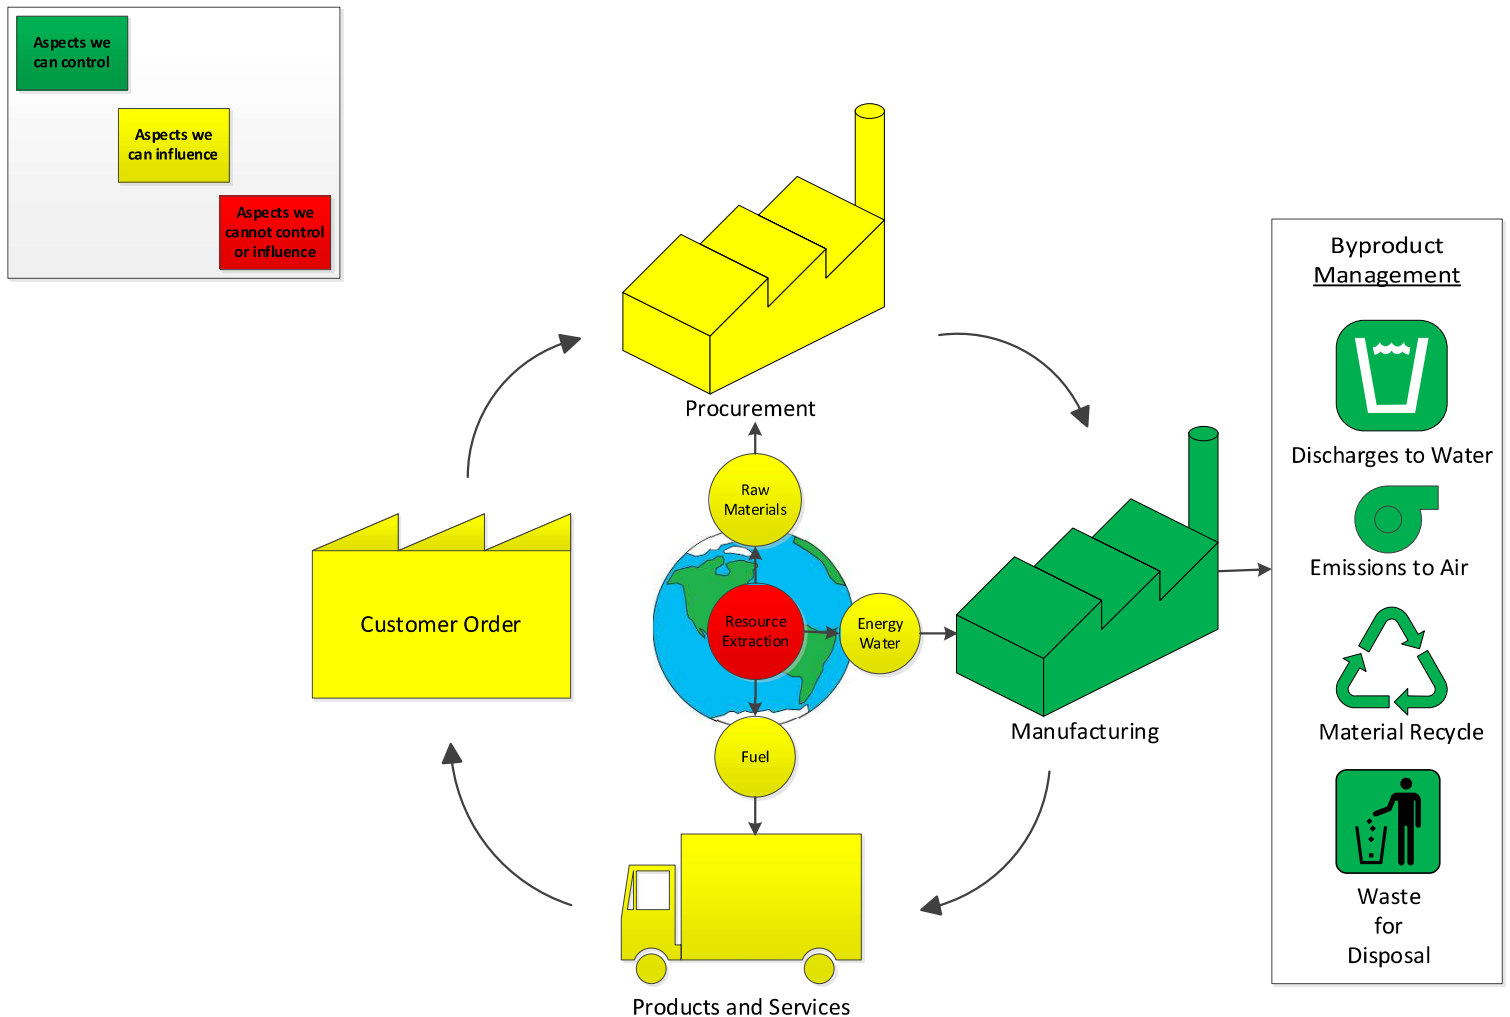 Aspects we
can control
Aspects we
can influence
Aspects we
cannot control
or influence
Procurement
Raw
Materials
Customer Order
Resource
Extraction
Energy
Water
Fuel
Manufacturing
Products and Services
Byproduct
Management
Discharges to Water
Emissions to Air
Material Recycle
Waste
for
Disposal